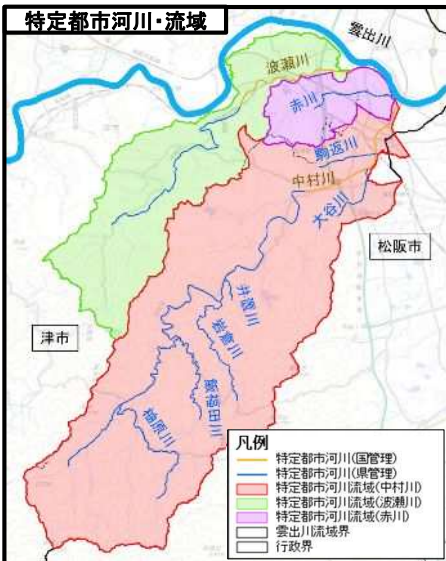 特定都市河川・流域
雲出川
波瀬川
赤川
駒返川
中村川
大谷川
松阪市
津市
井関川
岩倉川
飯福田川
柚原川
凡例
特定都市河川(国管理)
特定都市河川(県管理)
特定都市河川流域(中村川)
特定都市河川流域(波瀬川)
特定都市河川流域(赤川)
雲出川流域界
行政界